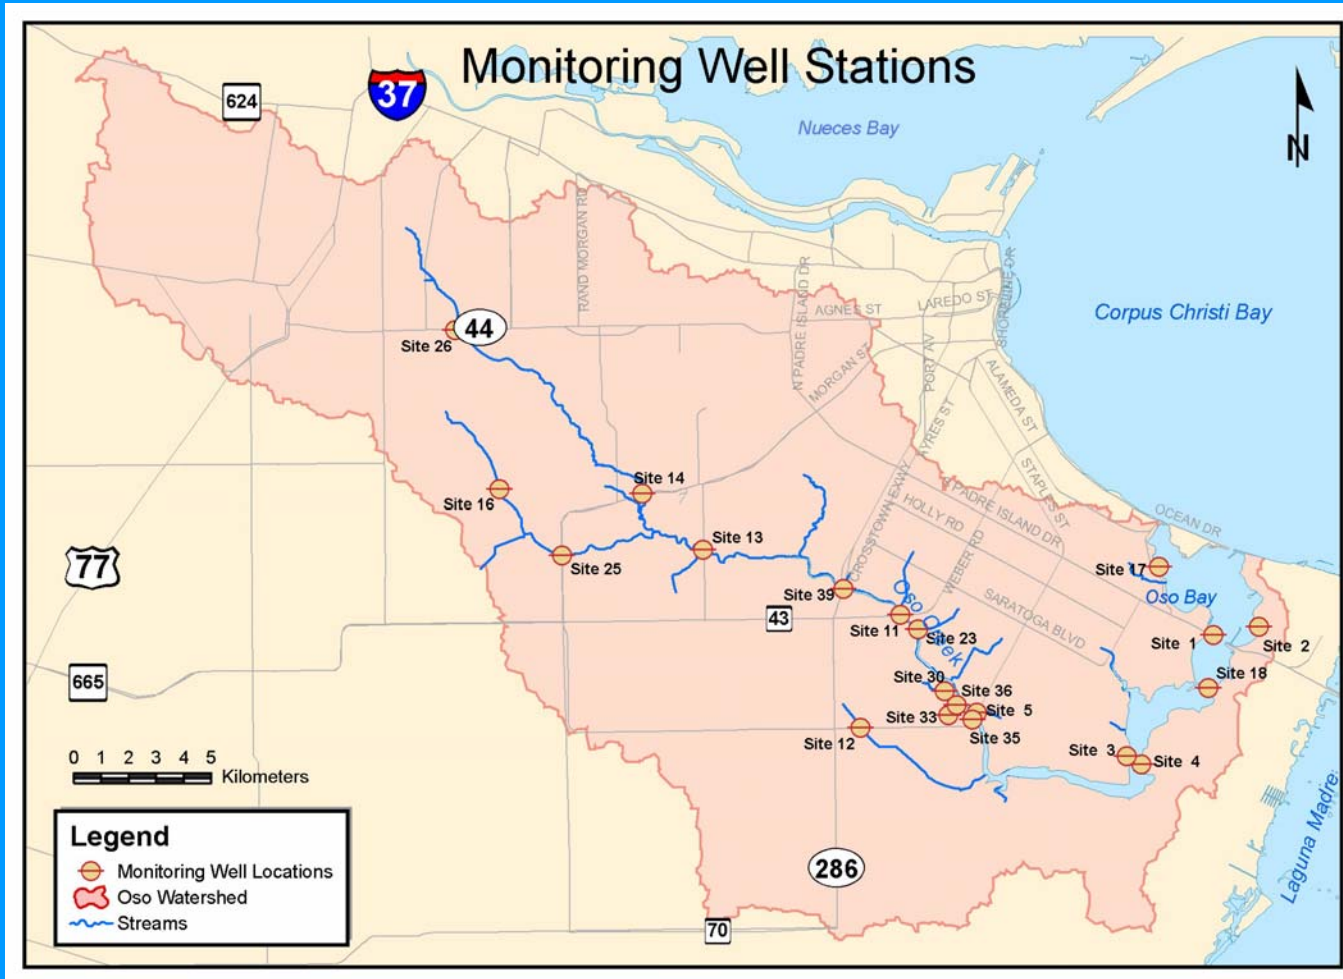 Monitoring Well Stations
624
37
Nueces Bay
N
RAND MORGAN RD
N PADRE ISLAND DR
SHORELINE DR
LAREDO ST
AGNES ST
Corpus Christi Bay
44
Site 26
PORT AV
MORGAN ST
ALAMEDA ST
AYRES ST
STAPLES ST
Site 14
Site 16
CROSSTOWN EXWY
PADRE ISLAND DR
HOLLY RD
OCEAN DR
WEBER RD
Site 13
77
Site 25
Site 17
Site 39
Oso Creek
SARATOGA BLVD
Oso Bay
43
Site 11
Site 23
Site 1
Site 2
665
Site 30
Site 18
Site 36
Site 33
Site 5
Site 12
Site 35
Site 3
Site 4
0 1 2 3 4 5
Kilometers
Laguna Madre
Legend
Monitoring Well Locations
Oso Watershed
Streams
286
70